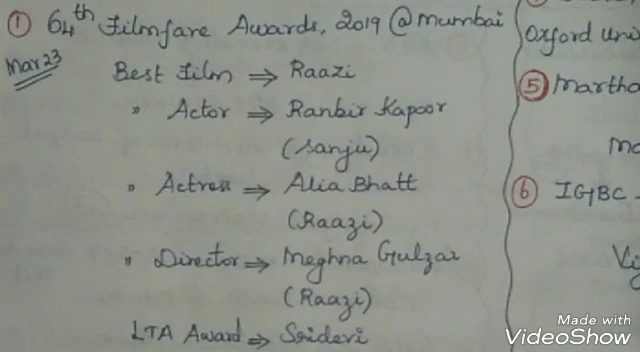 ① 64th Filmfare Awards, 2019 @ Mumbai
Mar 23
Best Film ⇒ Raazi
" Actor ⇒ Ranbir Kapoor
(Sanju)
" Actress ⇒ Alia Bhatt
(Raazi)
" Director ⇒ Meghna Gulzar
(Raazi)
LTA Award ⇒ Sridevi
Oxford Uni
⑤ Martha
⑥ IGBC -
Made with
VideoShow